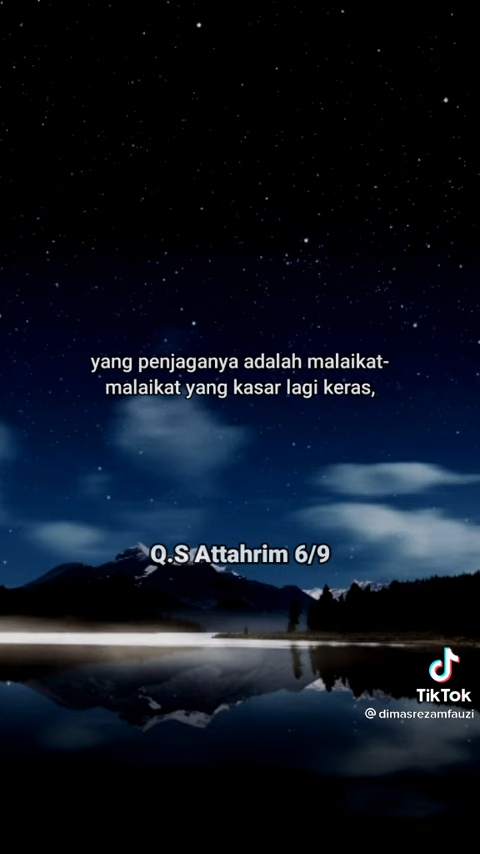 yang penjaganya adalah malaikat-
malaikat yang kasar lagi keras,
Q.S Attahrim 6/9
TikTok
@ dimasrezamfauzi